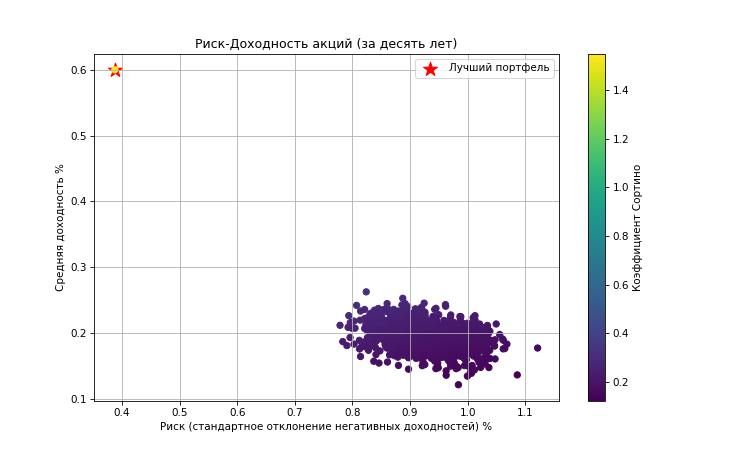 Риск-Доходность акций (за десять лет)
Лучший портфель
Средняя доходность %
0.6
0.5
0.4
0.3
0.2
0.1
0.4 0.5 0.6 0.7 0.8 0.9 1.0 1.1
Риск (стандартное отклонение негативных доходностей) %
1.4
1.2
1.0
0.8
0.6
0.4
0.2
Коэффициент Сортино